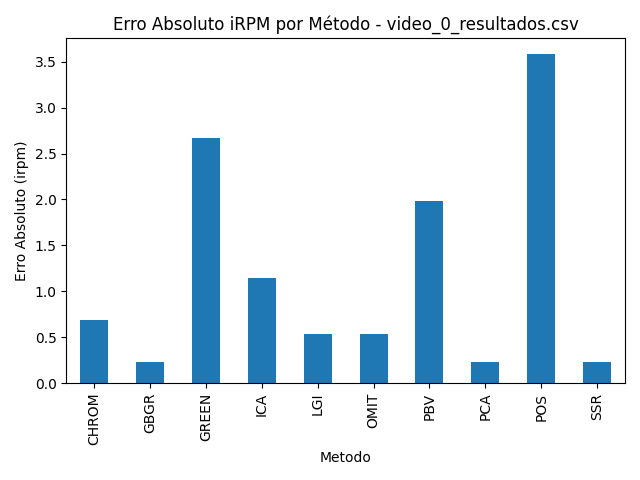 Erro Absoluto iRPM por Método - video_0_resultados.csv
3.5
3.0
2.5
2.0
1.5
1.0
0.5
0.0
Erro Absoluto (irpm)
CHROM
GBGR
GREEN
ICA
LGI
OMIT
PBV
PCA
POS
SSR
Metodo